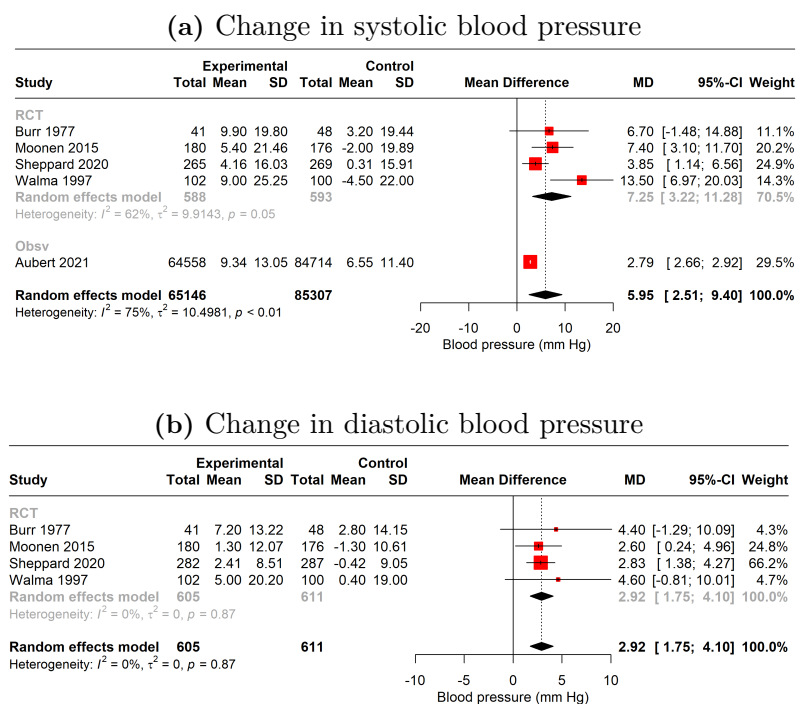 (a) Change in systolic blood pressure
Experimental Control
Study Total Mean SD Total Mean SD Mean Difference MD 95%-CI Weight
RCT
Burr 1977 41 9.90 19.80 48 3.20 19.44 6.70 [-1.48; 14.88] 11.1%
Moonen 2015 180 5.40 21.46 176 -2.00 19.89 7.40 [ 3.10; 11.70] 20.2%
Sheppard 2020 265 4.16 16.03 269 0.31 15.91 3.85 [ 1.14; 6.56] 24.9%
Walma 1997 102 9.00 25.25 100 -4.50 22.00 13.50 [ 6.97; 20.03] 14.3%
Random effects model 588 593 7.25 [ 3.22; 11.28] 70.5%
Heterogeneity: I² = 62%, τ² = 9.9143, p = 0.05
Obsv
Aubert 2021 64558 9.34 13.05 84714 6.55 11.40 2.79 [ 2.66; 2.92] 29.5%
Random effects model 65146 85307 5.95 [ 2.51; 9.40] 100.0%
Heterogeneity: I² = 75%, τ² = 10.4981, p < 0.01
-20 -10 0 10 20
Blood pressure (mm Hg)
(b) Change in diastolic blood pressure
Experimental Control
Study Total Mean SD Total Mean SD Mean Difference MD 95%-CI Weight
RCT
Burr 1977 41 7.20 13.22 48 2.80 14.15 4.40 [-1.29; 10.09] 4.3%
Moonen 2015 180 1.30 12.07 176 -1.30 10.61 2.60 [ 0.24; 4.96] 24.8%
Sheppard 2020 282 2.41 8.51 287 -0.42 9.05 2.83 [ 1.38; 4.27] 66.2%
Walma 1997 102 5.00 20.20 100 0.40 19.00 4.60 [-0.81; 10.01] 4.7%
Random effects model 605 611 2.92 [ 1.75; 4.10] 100.0%
Heterogeneity: I² = 0%, τ² = 0, p = 0.87
Random effects model 605 611 2.92 [ 1.75; 4.10] 100.0%
Heterogeneity: I² = 0%, τ² = 0, p = 0.87
-10 -5 0 5 10
Blood pressure (mm Hg)